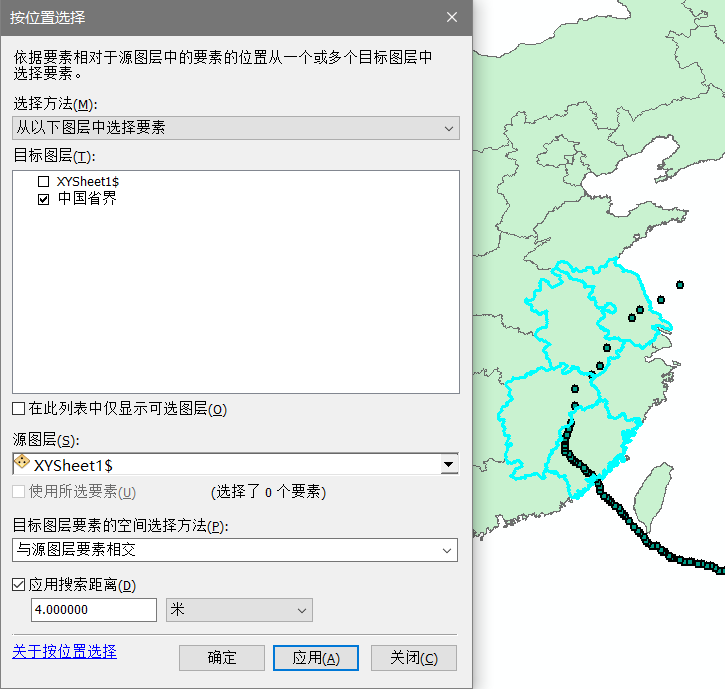 按位置选择
依据要素相对于源图层中的要素的位置从一个或多个目标图层中
选择要素。
选择方法(M):
从以下图层中选择要素
目标图层(T):
XYSheet1$
中国省界
在此列表中仅显示可选图层(O)
源图层(S):
XYSheet1$
使用所选要素(U) (选择了 0 个要素)
目标图层要素的空间选择方法(P):
与源图层要素相交
应用搜索距离(D)
4.000000 米
关于按位置选择 确定 应用(A) 关闭(C)